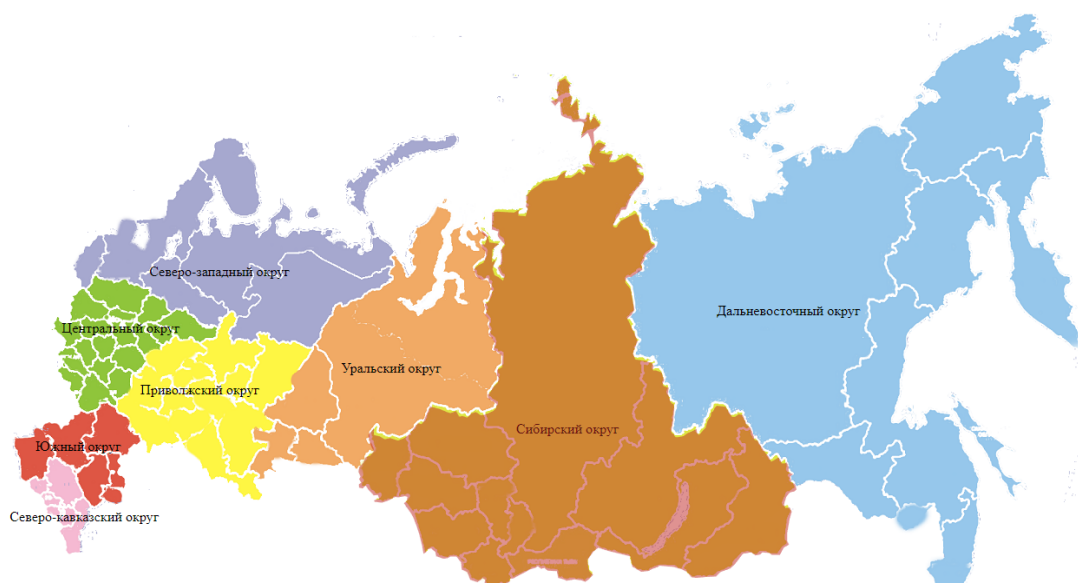 Северо-западный округ
Центральный округ
Дальневосточный округ
Уральский округ
Приволжский округ
Сибирский округ
Южный округ
Северо-кавказский округ